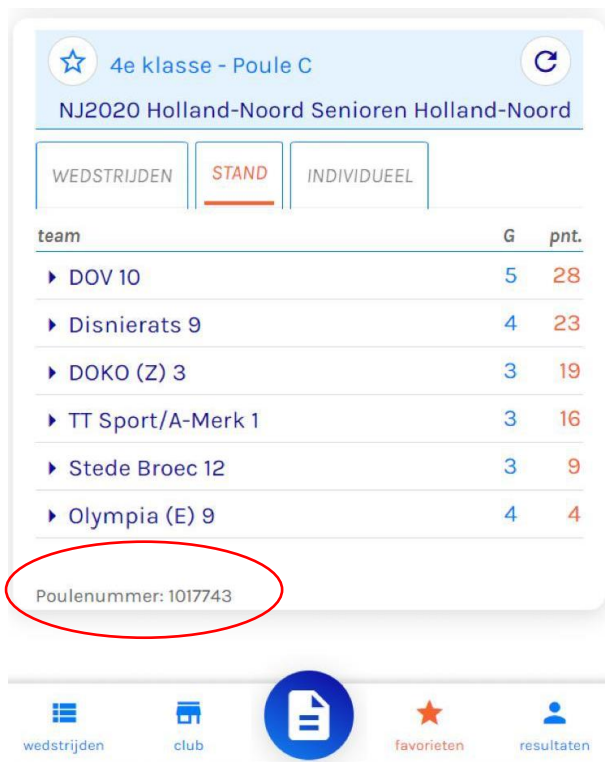 4e klasse - Poule C
NJ2020 Holland-Noord Senioren Holland-Noord
WEDSTRIJDEN STAND INDIVIDUEEL
team G pnt.
DOV 10 5 28
Disnierats 9 4 23
DOKO (Z) 3 3 19
TT Sport/A-Merk 1 3 16
Stede Broec 12 3 9
Olympia (E) 9 4 4
Poulenummer: 1017743
wedstrijden club favorieten resultaten